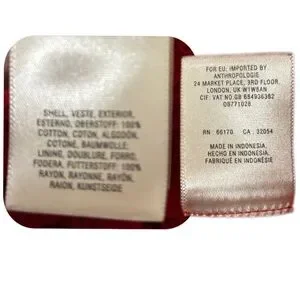 SHELL, VESTE, EXTERIOR,
ESTERNO, OBERSTOFF: 100%
COTTON, COTON, ALGODÓN,
COTONE, BAUMWOLLE;
LINING, DOUBLURE, FORRO,
FODERA, FUTTERSTOFF: 100%
RAYON, RAYONNE, RAYÓN,
RAION, KUNSTSEIDE
FOR EU: IMPORTED BY
ANTHROPOLOGIE
24 MARKET PLACE, 3RD FLOOR,
LONDON, UK W1W8AN
CIF: VAT NO GB 684936362
08771028
RN : 66170 CA : 32054
MADE IN INDONESIA,
HECHO EN INDONESIA,
FABRIQUÉ EN INDONÉSIE